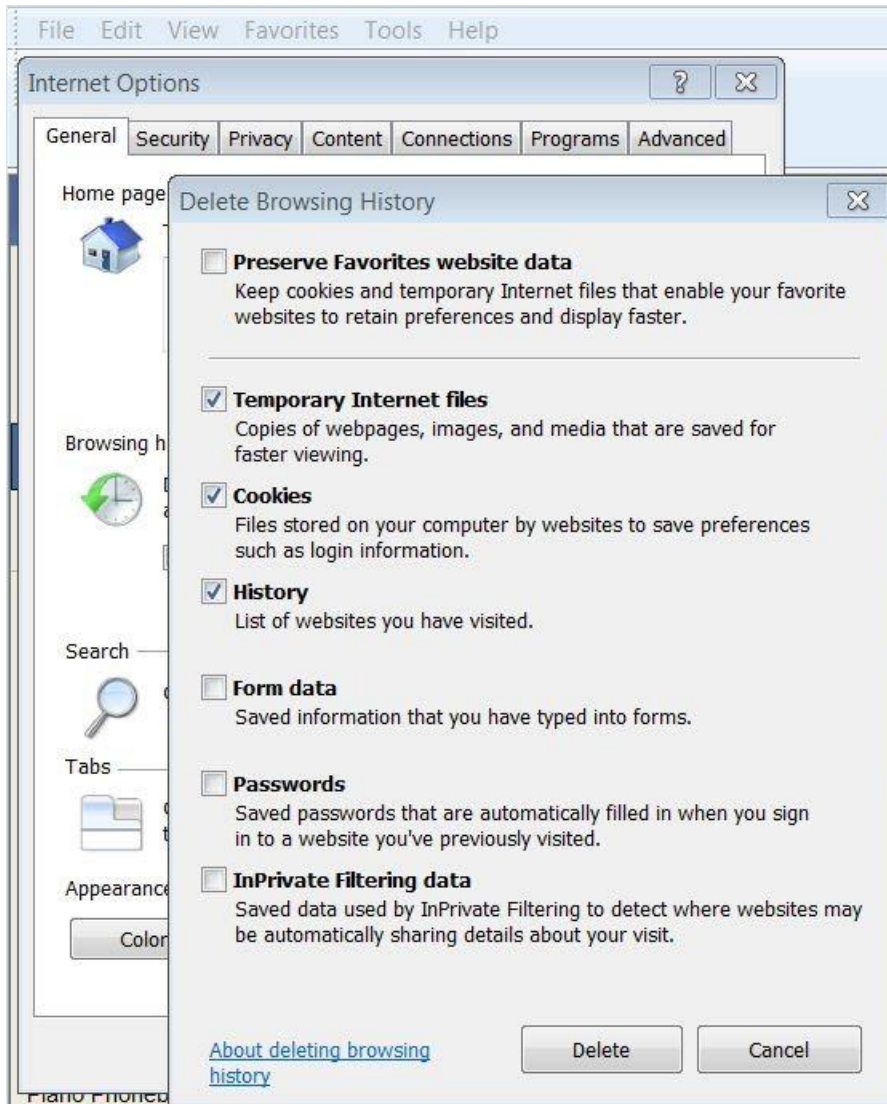 File Edit View Favorites Tools Help
Internet Options
General Security Privacy Content Connections Programs Advanced
Home page
Delete Browsing History
Preserve Favorites website data
Keep cookies and temporary Internet files that enable your favorite
websites to retain preferences and display faster.
Temporary Internet files
Copies of webpages, images, and media that are saved for
faster viewing.
Browsing h
Cookies
Files stored on your computer by websites to save preferences
such as login information.
History
List of websites you have visited.
Search
Form data
Saved information that you have typed into forms.
Tabs
Passwords
Saved passwords that are automatically filled in when you sign
in to a website you've previously visited.
InPrivate Filtering data
Appearance
Saved data used by InPrivate Filtering to detect where websites may
be automatically sharing details about your visit.
Color
About deleting browsing
history
Delete Cancel